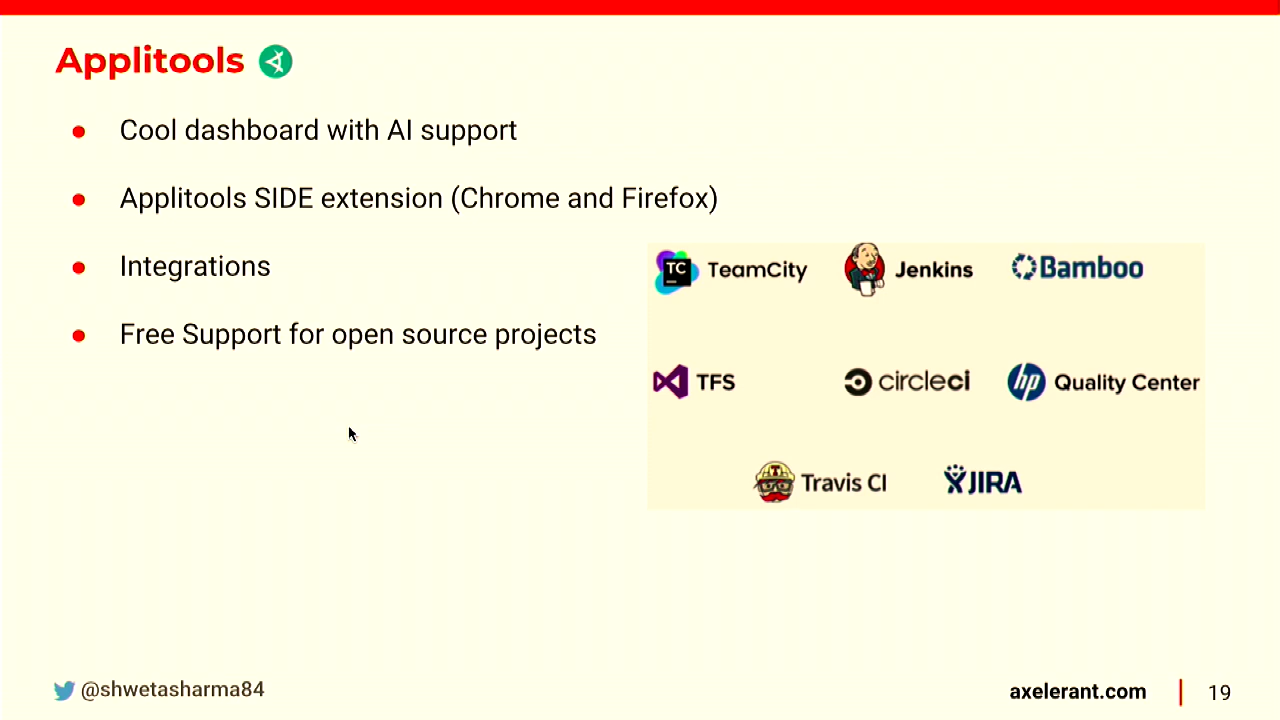 Applitools
Cool dashboard with AI support
Applitools SIDE extension (Chrome and Firefox)
Integrations
Free Support for open source projects
TC TeamCity
Jenkins
Bamboo
TFS
circleci
hp Quality Center
T Travis CI
JIRA
@shwetasharma84
axelerant.com
19